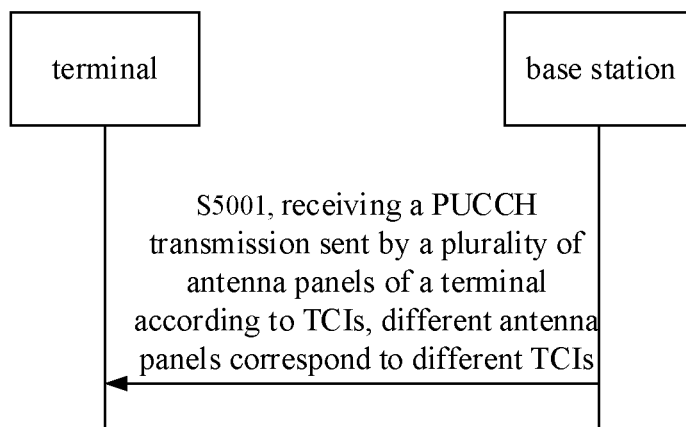 terminal
base station
S5001, receiving a PUCCH
transmission sent by a plurality of
antenna panels of a terminal
according to TCIs, different antenna
panels correspond to different TCIs